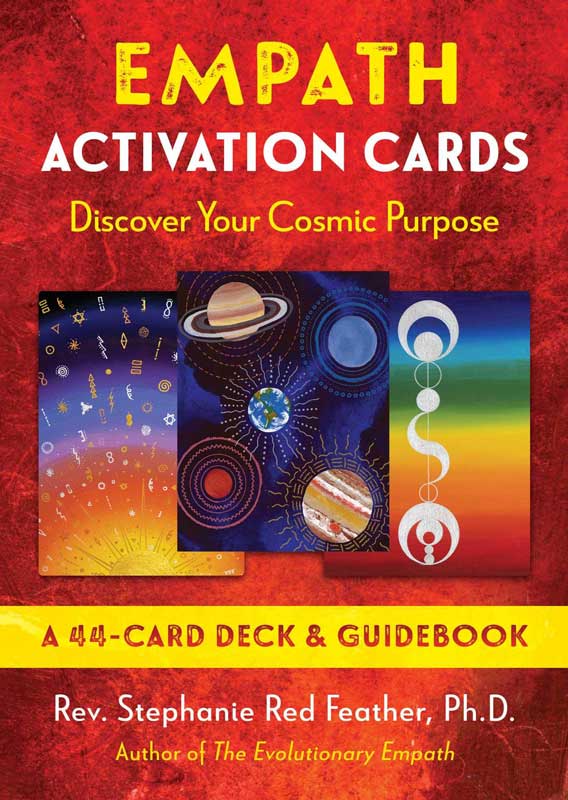 EMPATH
ACTIVATION CARDS
Discover Your Cosmic Purpose
A 44-CARD DECK & GUIDEBOOK
Rev. Stephanie Red Feather, Ph.D.
Author of The Evolutionary Empath